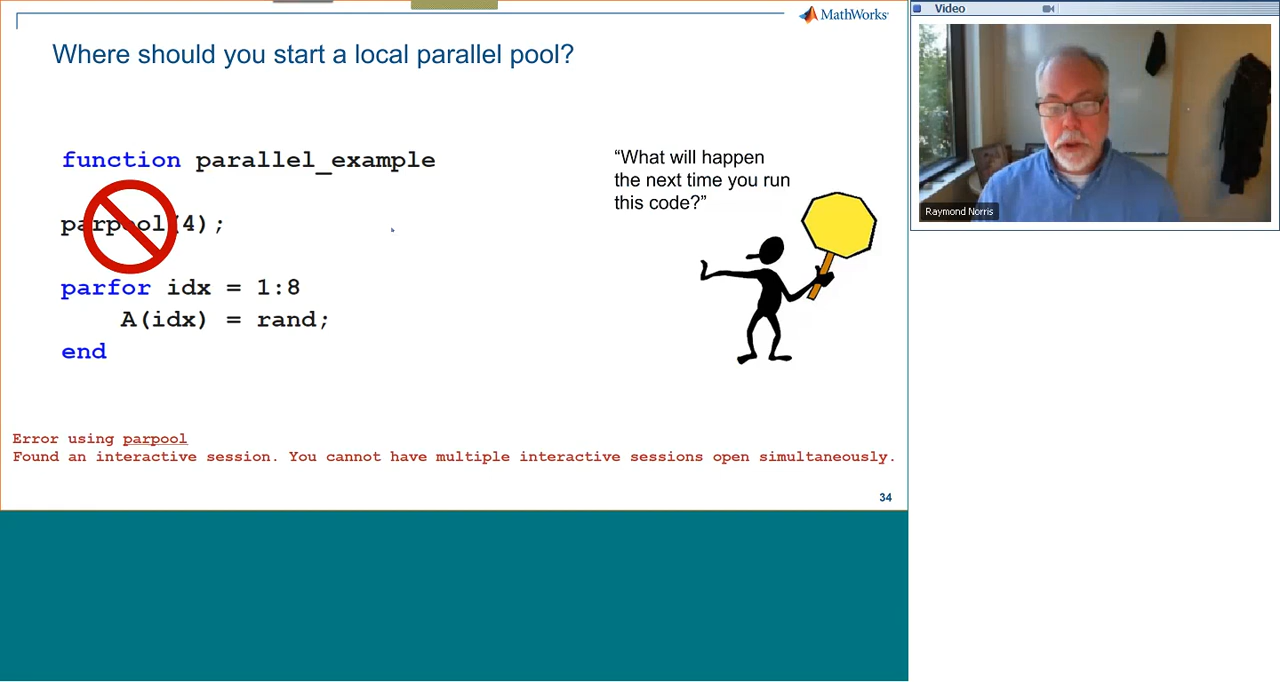 MathWorks
Where should you start a local parallel pool?
function parallel_example
parpool(4);
parfor idx = 1:8
A(idx) = rand;
end
“What will happen
the next time you run
this code?”
Error using parpool
Found an interactive session. You cannot have multiple interactive sessions open simultaneously.
34
Video
Raymond Norris